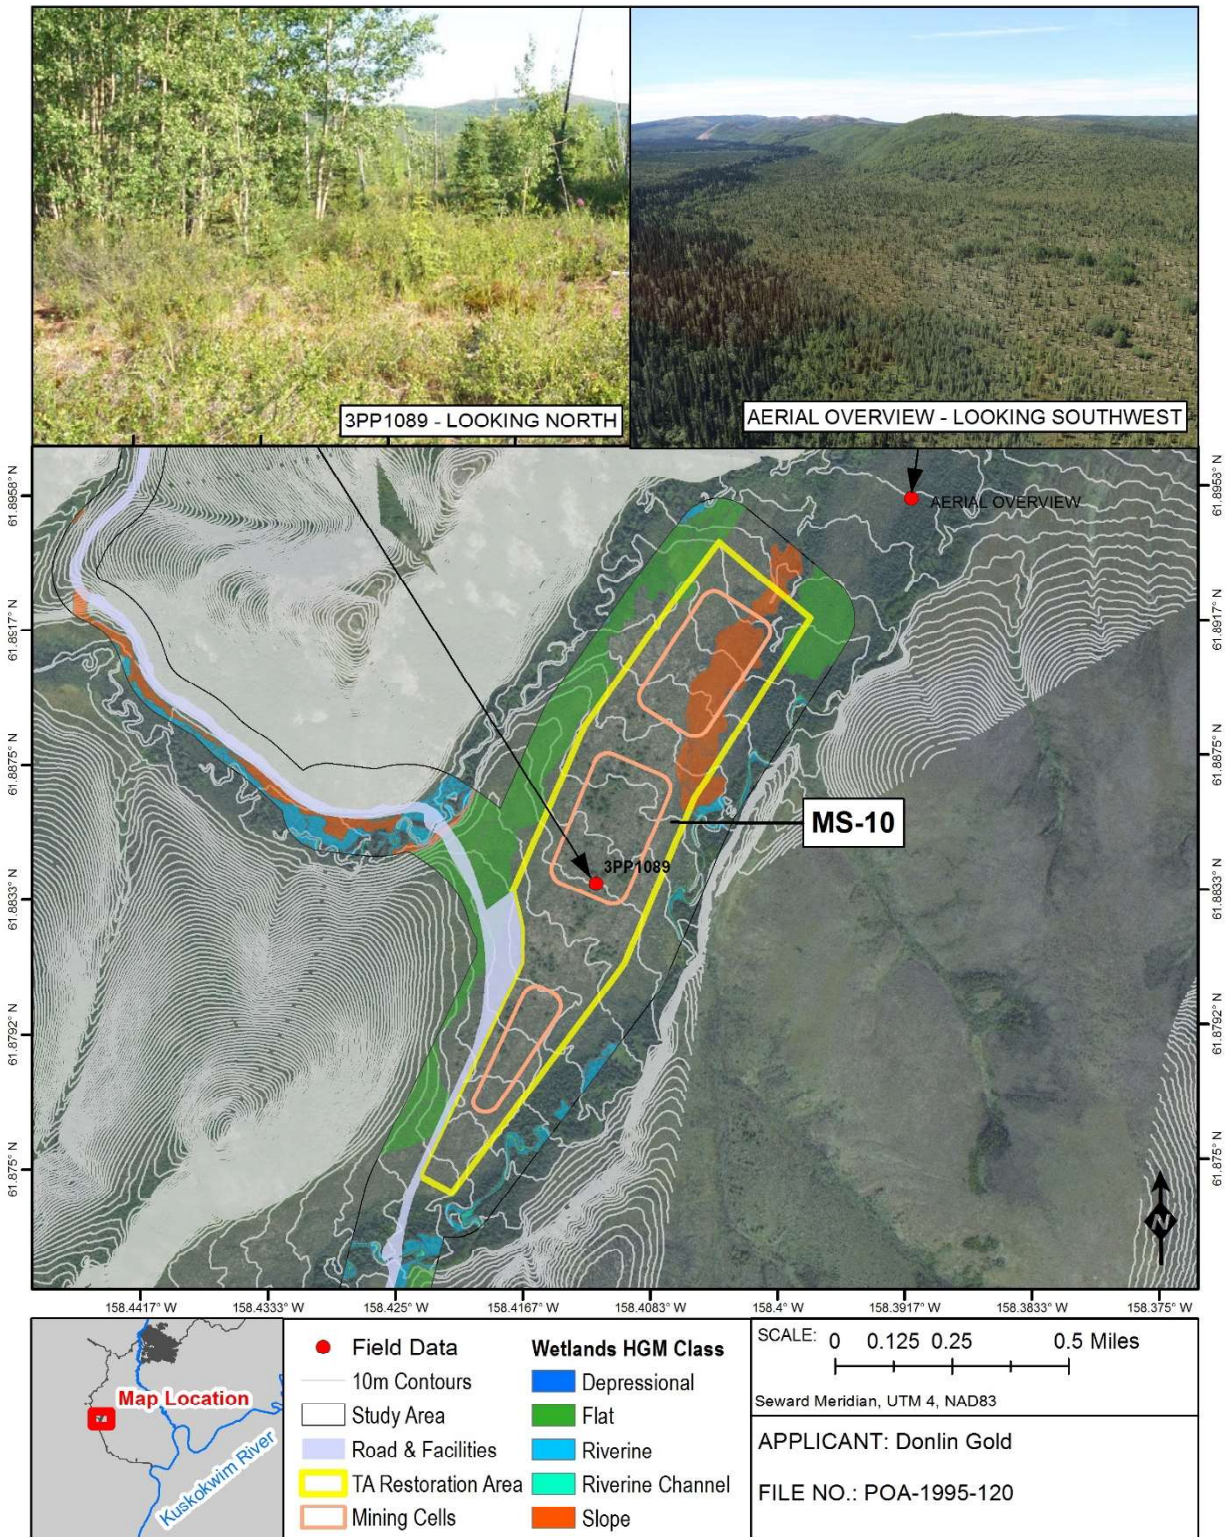 3PP1089 - LOOKING NORTH
AERIAL OVERVIEW - LOOKING SOUTHWEST
61.8958° N
61.8917° N
61.8875° N
61.8833° N
61.8792° N
61.875° N
AERIAL OVERVIEW
MS-10
3PP1089
61.8958° N
61.8917° N
61.8875° N
61.8833° N
61.8792° N
61.875° N
N
158.4417° W
158.4333° W
158.425° W
158.4167° W
158.4083° W
158.4° W
158.3917° W
158.3833° W
158.375° W
Map Location
Kuskokwim River
Field Data
10m Contours
Study Area
Road & Facilities
TA Restoration Area
Mining Cells
Wetlands HGM Class
Depressional
Flat
Riverine
Riverine Channel
Slope
SCALE: 0 0.125 0.25 0.5 Miles
Seward Meridian, UTM 4, NAD83
APPLICANT: Donlin Gold
FILE NO.: POA-1995-120